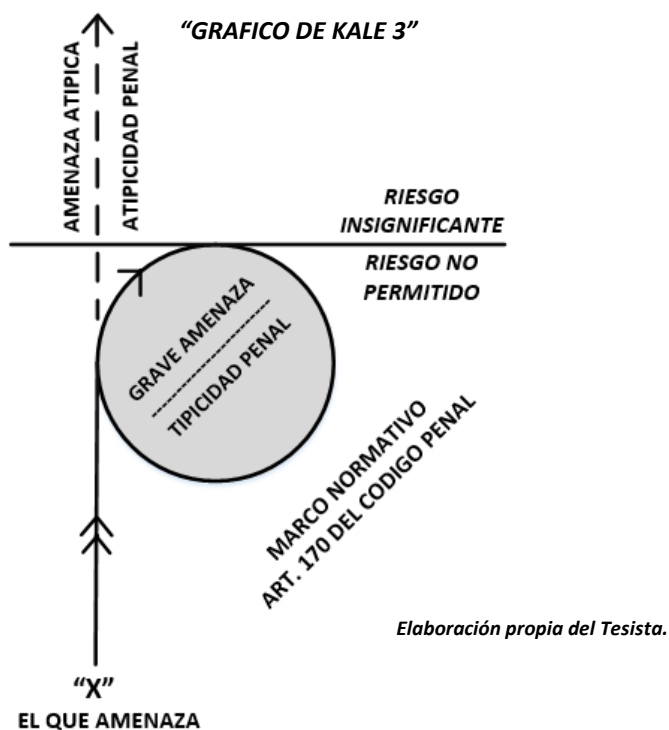 “GRAFICO DE KALE 3”
AMENAZA ATIPICA
ATIPICIDAD PENAL
RIESGO
INSIGNIFICANTE
RIESGO NO
PERMITIDO
GRAVE AMENAZA
TIPICIDAD PENAL
MARCO NORMATIVO
ART. 170 DEL CODIGO PENAL
Elaboración propia del Tesista.
“X”
EL QUE AMENAZA